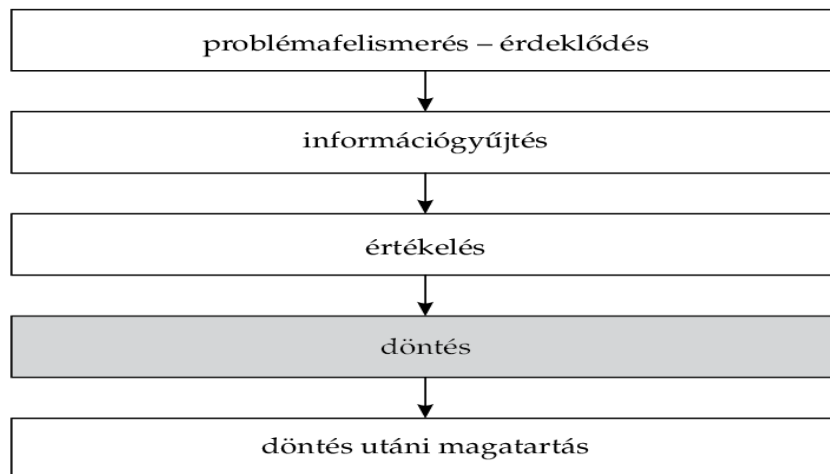 problémafelismerés – érdeklődés
információgyűjtés
értékelés
döntés
döntés utáni magatartás